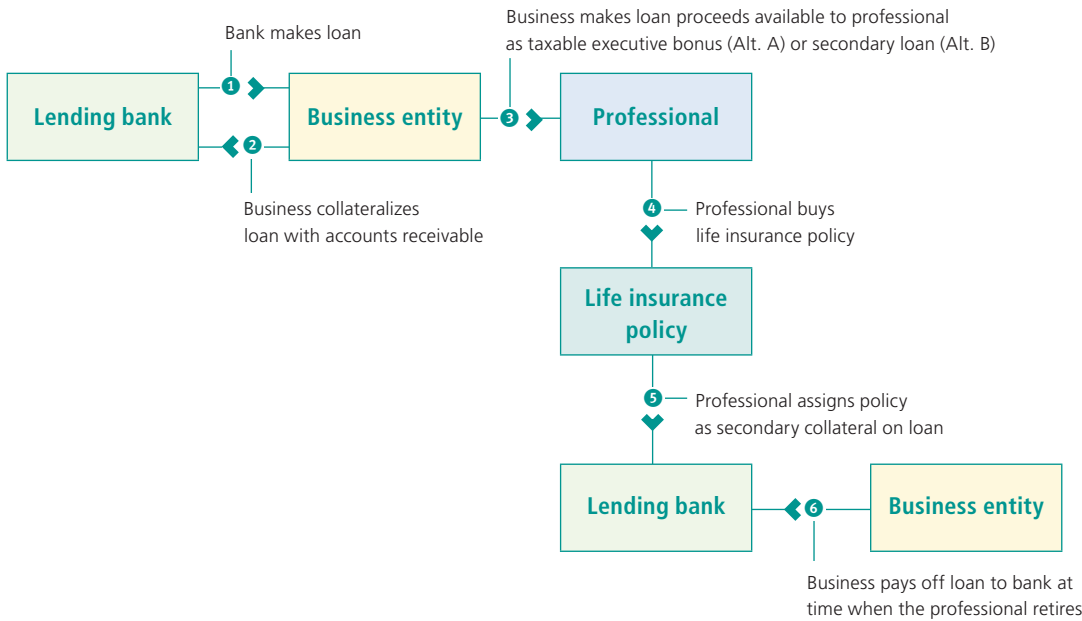 Business makes loan proceeds available to professional
as taxable executive bonus (Alt. A) or secondary loan (Alt. B)
Bank makes loan
1
Lending bank
Business entity
3
Professional
2
Business collateralizes
loan with accounts receivable
4
Professional buys
life insurance policy
Life insurance
policy
5
Professional assigns policy
as secondary collateral on loan
Lending bank
6
Business entity
Business pays off loan to bank at
time when the professional retires